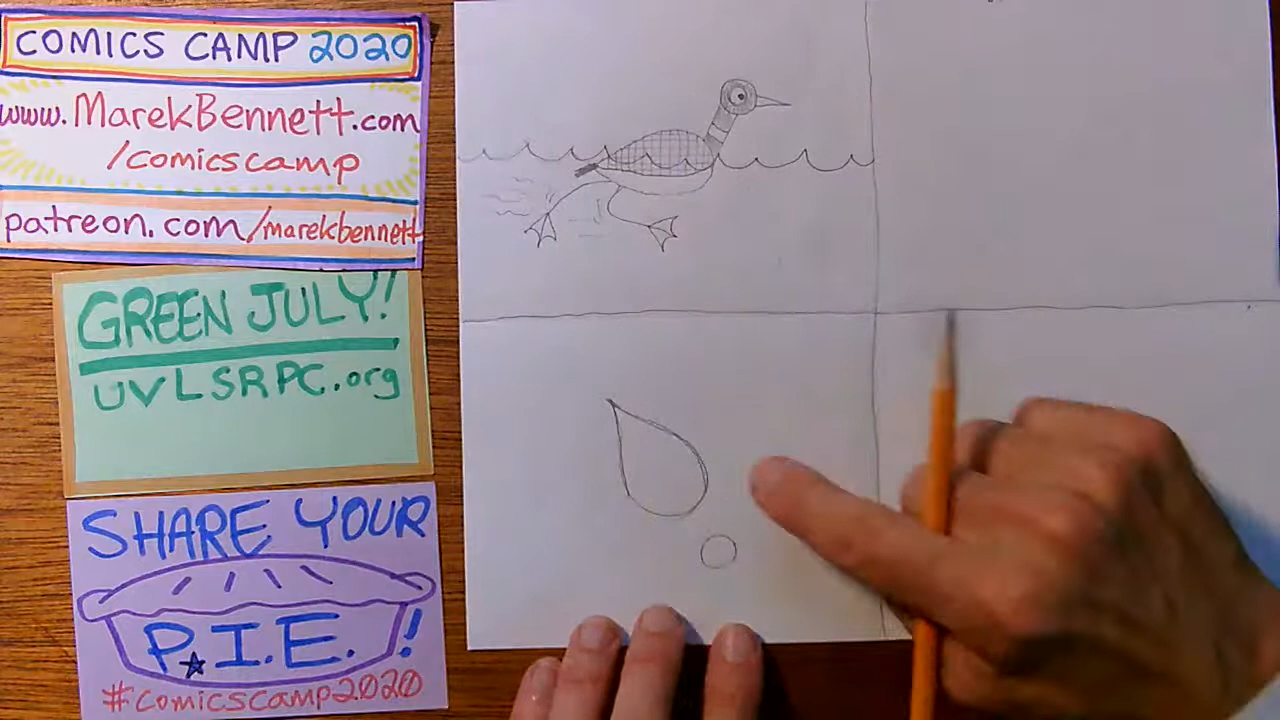 COMICS CAMP 2020
www.MarekBennett.com
/comicscamp
patreon.com/marekbennett
GREEN JULY!
UVLSRPC.org
SHARE YOUR
P.I.E. !
#comicscamp2020